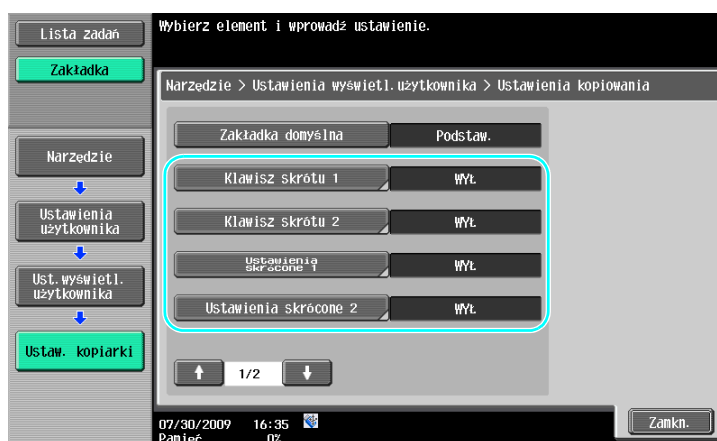 Lista zadań
Wybierz element i wprowadź ustawienie.
Zakładka
Narzędzie > Ustawienia wyświetl.użytkownika > Ustawienia kopiowania
Zakładka domyślna
Podstaw.
Narzędzie
Klawisz skrótu 1
WYŁ
Ustawienia
użytkownika
Klawisz skrótu 2
WYŁ
Ustawienia
skrócone 1
WYŁ
Ust.wyświetl.
użytkownika
Ustawienia skrócone 2
WYŁ
Ustaw. kopiarki
1/2
07/30/2009 16:35
Pamięć 0%
Zamkn.